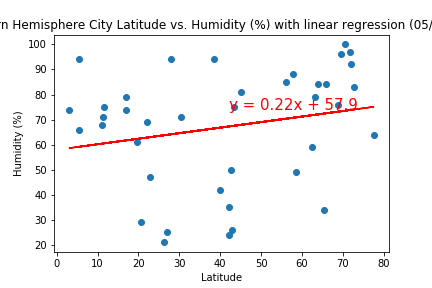 rn Hemisphere City Latitude vs. Humidity (%) with linear regression (05/
Humidity (%)
100
90
80
70
60
50
40
30
20
y = 0.22x + 57.9
0 10 20 30 40 50 60 70 80
Latitude